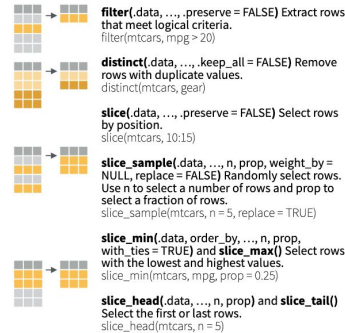 filter(.data, …, .preserve = FALSE) Extract rows
that meet logical criteria.
filter(mtcars, mpg > 20)
distinct(.data, …, .keep_all = FALSE) Remove
rows with duplicate values.
distinct(mtcars, gear)
slice(.data, …, .preserve = FALSE) Select rows
by position.
slice(mtcars, 10:15)
slice_sample(.data, …, n, prop, weight_by =
NULL, replace = FALSE) Randomly select rows.
Use n to select a number of rows and prop to
select a fraction of rows.
slice_sample(mtcars, n = 5, replace = TRUE)
slice_min(.data, order_by, …, n, prop,
with_ties = TRUE) and slice_max() Select rows
with the lowest and highest values.
slice_min(mtcars, mpg, prop = 0.25)
slice_head(.data, …, n, prop) and slice_tail()
Select the first or last rows.
slice_head(mtcars, n = 5)